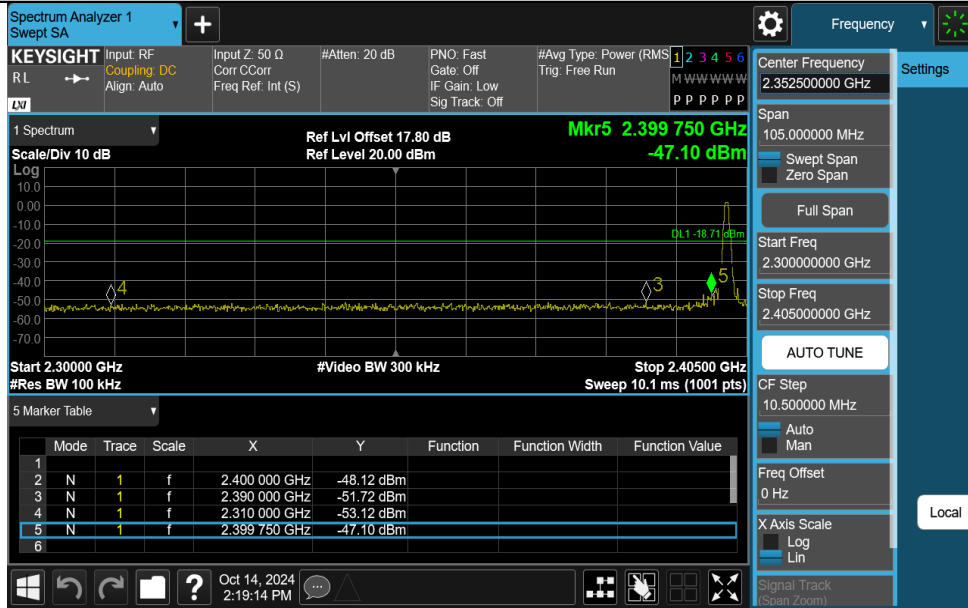 Spectrum Analyzer 1
Swept SA
+
Frequency
KEYSIGHT
RL
LXI
Input: RF
Coupling: DC
Align: Auto
Input Z: 50 Ω
Corr CCorr
Freq Ref: Int (S)
#Atten: 20 dB
PNO: Fast
Gate: Off
IF Gain: Low
Sig Track: Off
#Avg Type: Power (RMS
Trig: Free Run
1 2 3 4 5 6
M W W W W W
P P P P P P
1 Spectrum
Scale/Div 10 dB
Log
Ref Lvl Offset 17.80 dB
Ref Level 20.00 dBm
Mkr5 2.399 750 GHz
-47.10 dBm
10.0
0.00
-10.0
-20.0
-30.0
-40.0
-50.0
-60.0
-70.0
DL1 -18.71 dBm
4
3
5
Start 2.30000 GHz
#Res BW 100 kHz
#Video BW 300 kHz
Stop 2.40500 GHz
Sweep 10.1 ms (1001 pts)
5 Marker Table
Mode Trace Scale X Y Function Function Width Function Value
1
2 N 1 f 2.400 000 GHz -48.12 dBm
3 N 1 f 2.390 000 GHz -51.72 dBm
4 N 1 f 2.310 000 GHz -53.12 dBm
5 N 1 f 2.399 750 GHz -47.10 dBm
6
?
Oct 14, 2024
2:19:14 PM
Center Frequency
2.352500000 GHz
Span
105.000000 MHz
Swept Span
Zero Span
Full Span
Start Freq
2.300000000 GHz
Stop Freq
2.405000000 GHz
AUTO TUNE
CF Step
10.500000 MHz
Auto
Man
Freq Offset
0 Hz
X Axis Scale
Log
Lin
Signal Track
(Span Zoom)
Settings
Local